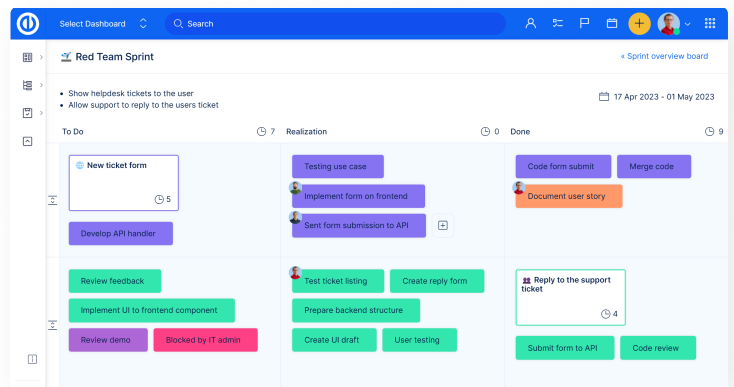 Select Dashboard
Search
Red Team Sprint
« Sprint overview board
Show helpdesk tickets to the user
Allow support to reply to the users ticket
17 Apr 2023 - 01 May 2023
To Do
7
Realization
0
Done
9
New ticket form
5
Develop API handler
Testing use case
Implement form on frontend
Sent form submission to API
Code form submit
Merge code
Document user story
Review feedback
Implement UI to frontend component
Review demo
Blocked by IT admin
Test ticket listing
Create reply form
Prepare backend structure
Create UI draft
User testing
Reply to the support
ticket
4
Submit form to API
Code review